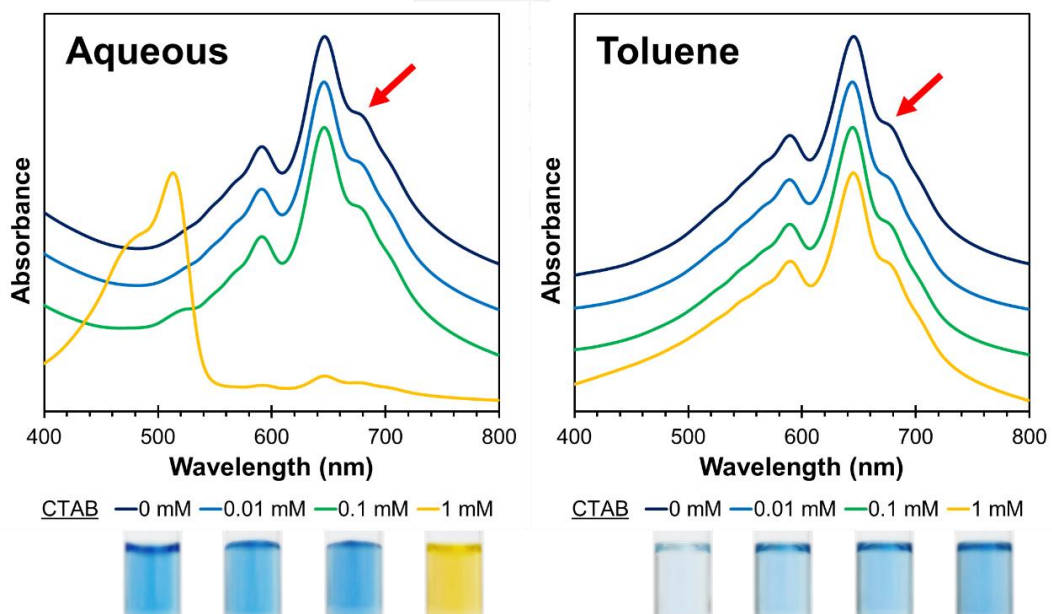 Aqueous
Absorbance
400 500 600 700 800
Wavelength (nm)
CTAB 0 mM 0.01 mM 0.1 mM 1 mM
Toluene
Absorbance
400 500 600 700 800
Wavelength (nm)
CTAB 0 mM 0.01 mM 0.1 mM 1 mM